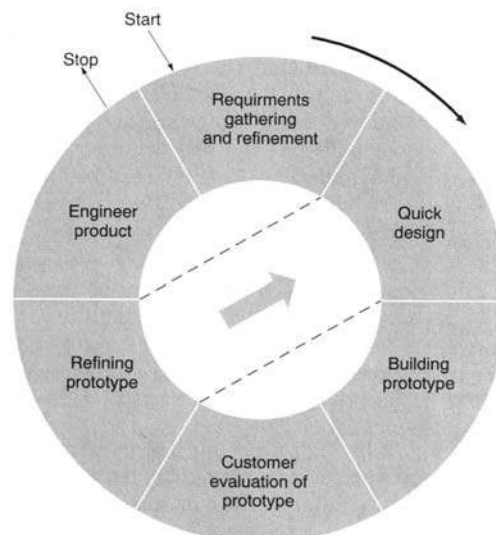 Start
Stop
Requirments
gathering
and refinement
Quick
design
Building
prototype
Customer
evaluation of
prototype
Refining
prototype
Engineer
product